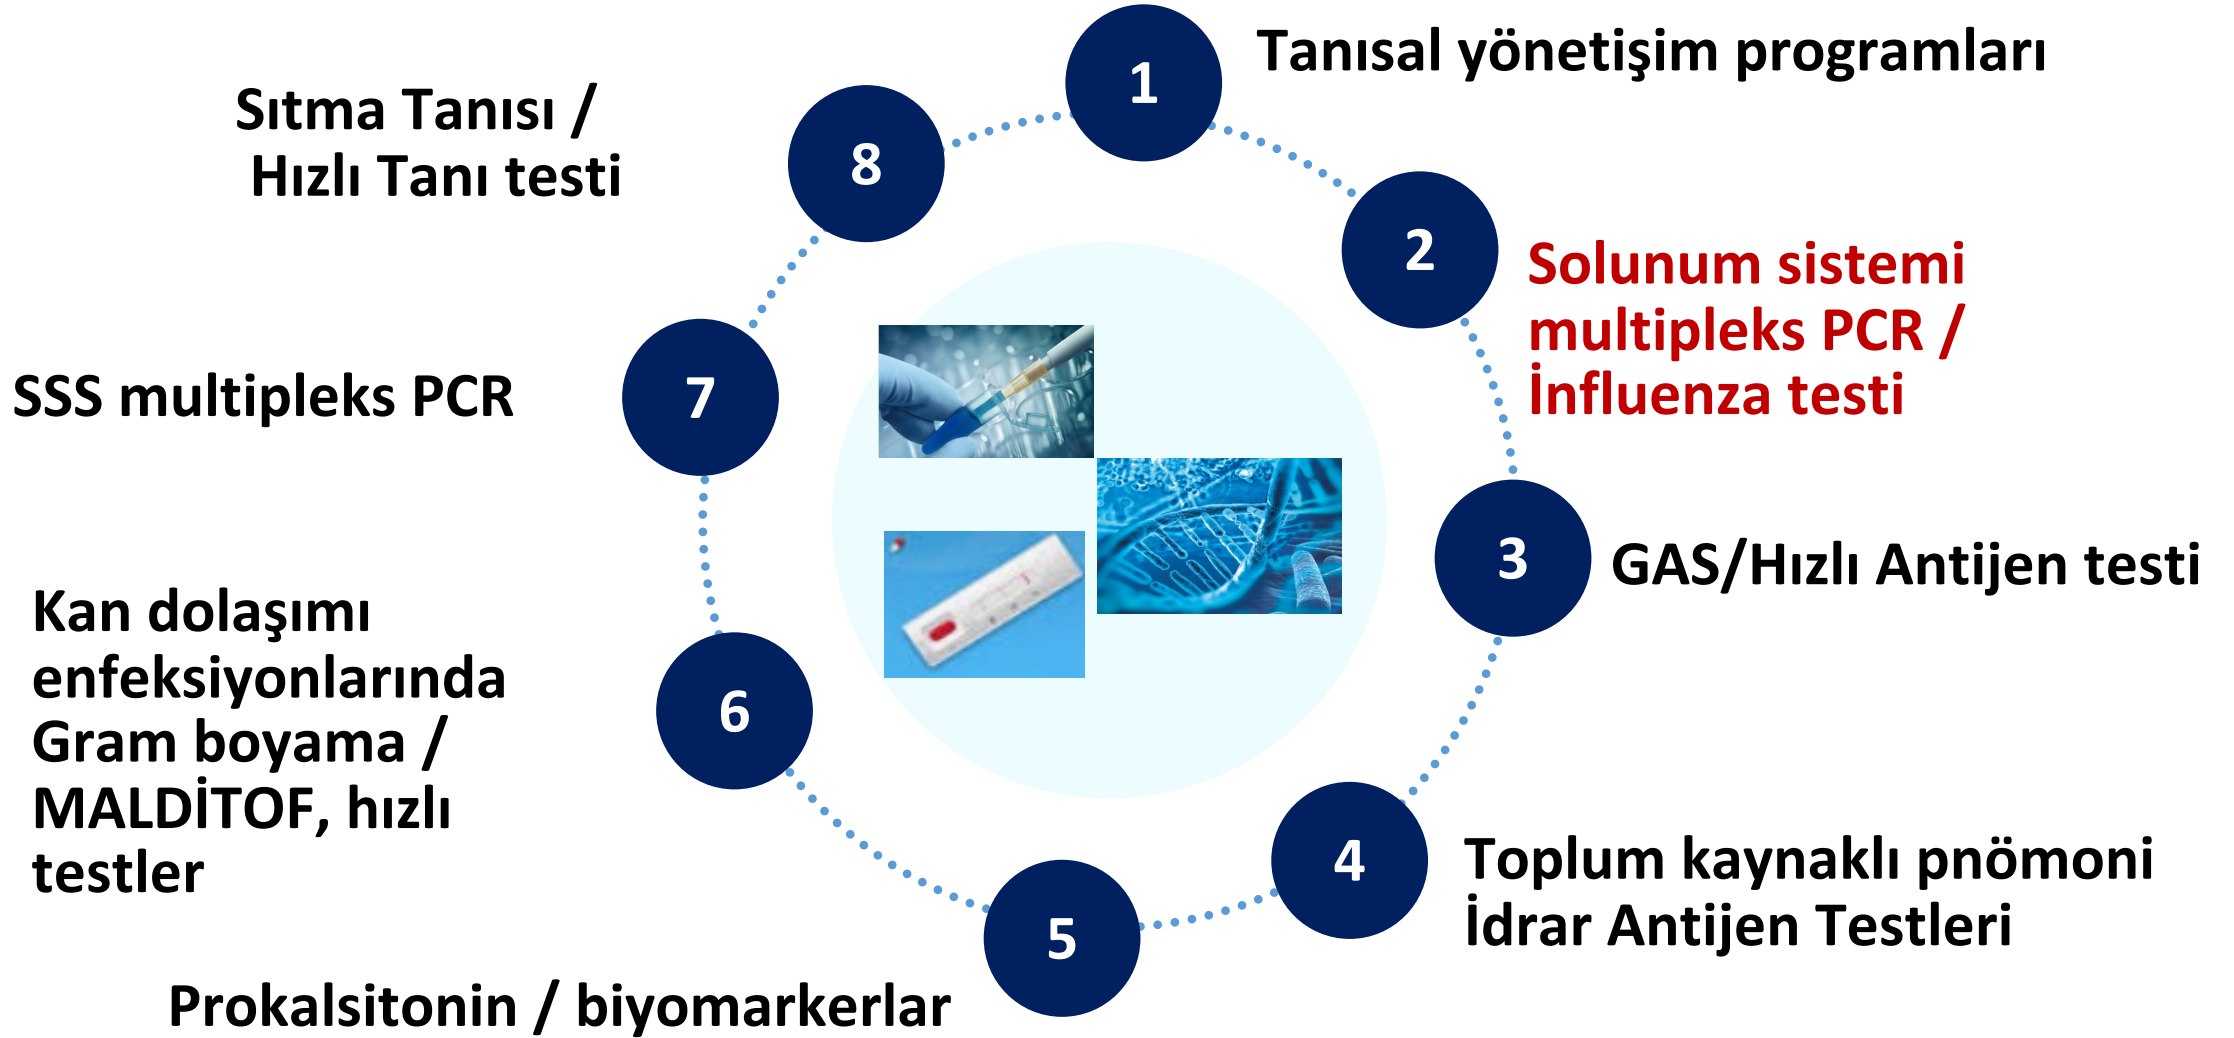 1
Tanısal yönetişim programları
2
Solunum sistemi
multipleks PCR /
İnfluenza testi
3
GAS/Hızlı Antijen testi
4
Toplum kaynaklı pnömoni
İdrar Antijen Testleri
5
Prokalsitonin / biyomarkerlar
6
Kan dolaşımı
enfeksiyonlarında
Gram boyama /
MALDİTOF, hızlı
testler
7
SSS multipleks PCR
8
Sıtma Tanısı /
Hızlı Tanı testi